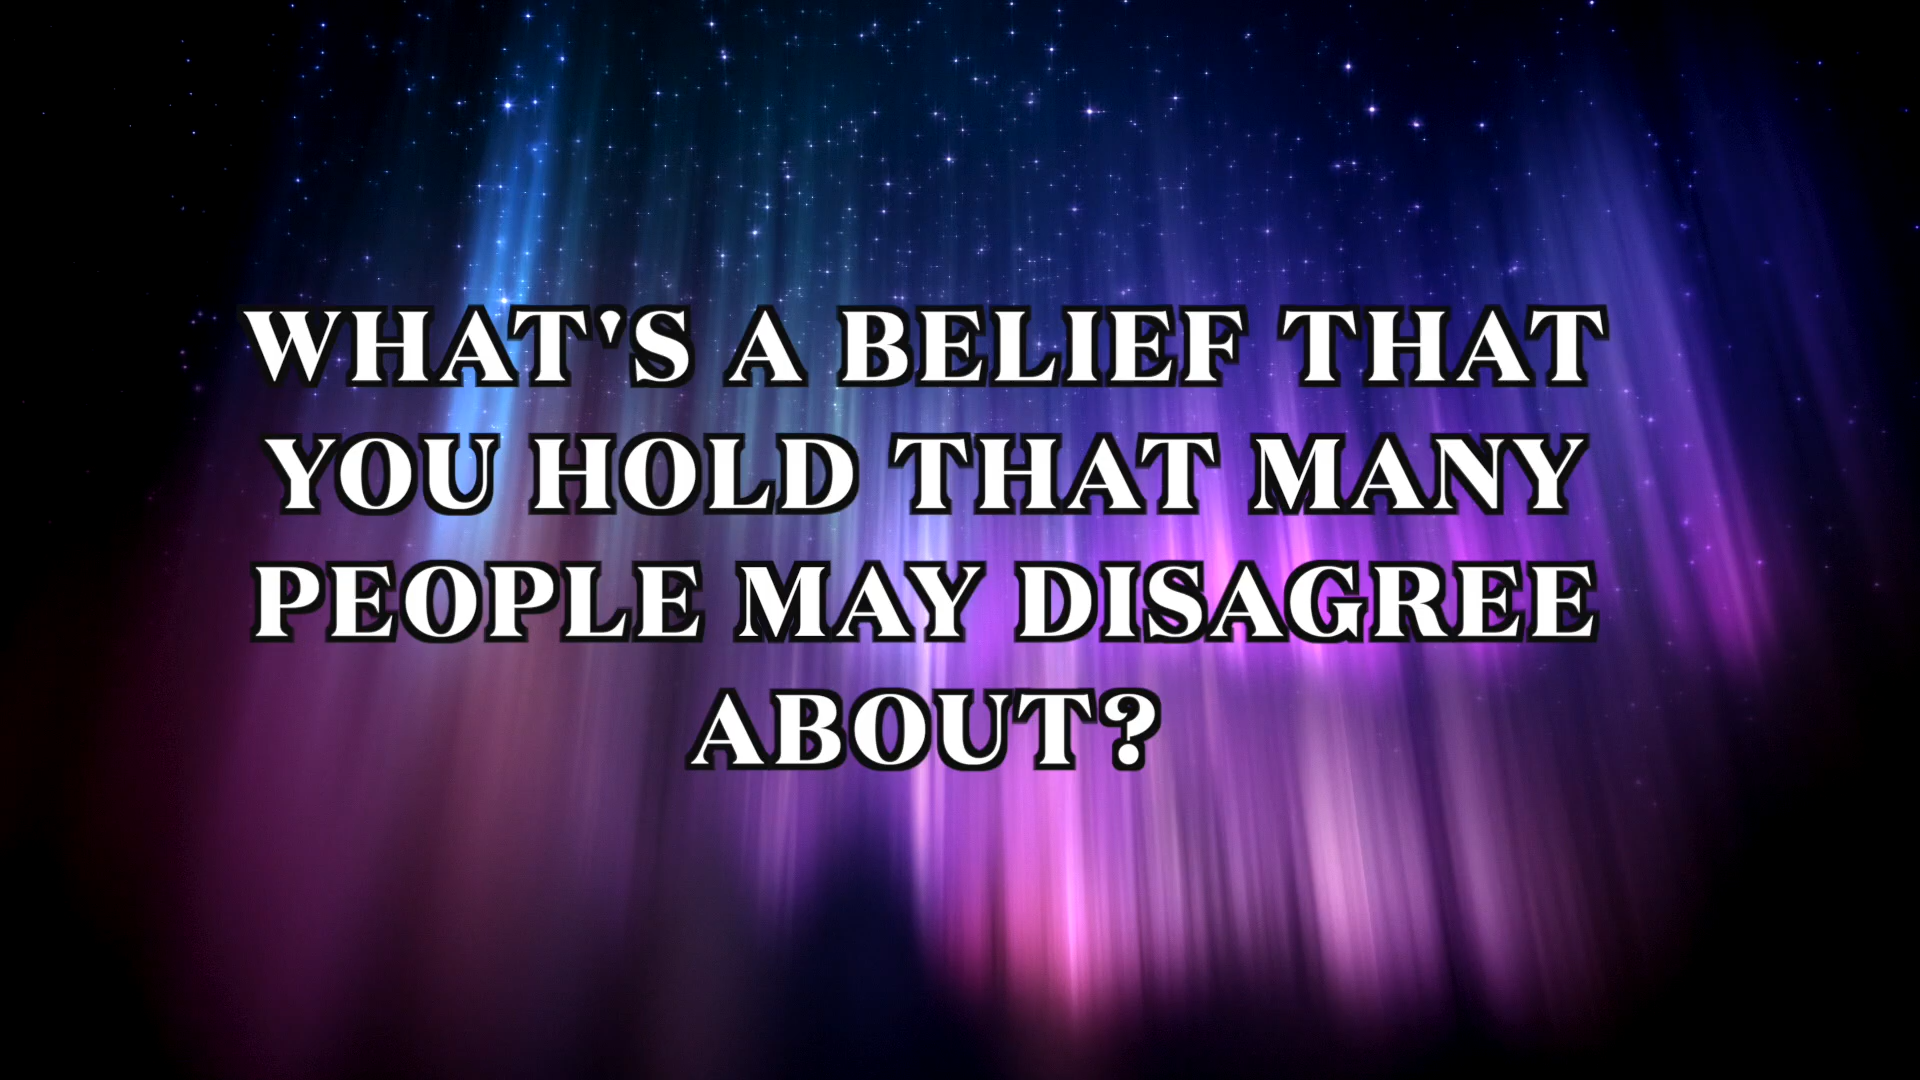 WHAT'S A BELIEF THAT
YOU HOLD THAT MANY
PEOPLE MAY DISAGREE
ABOUT?